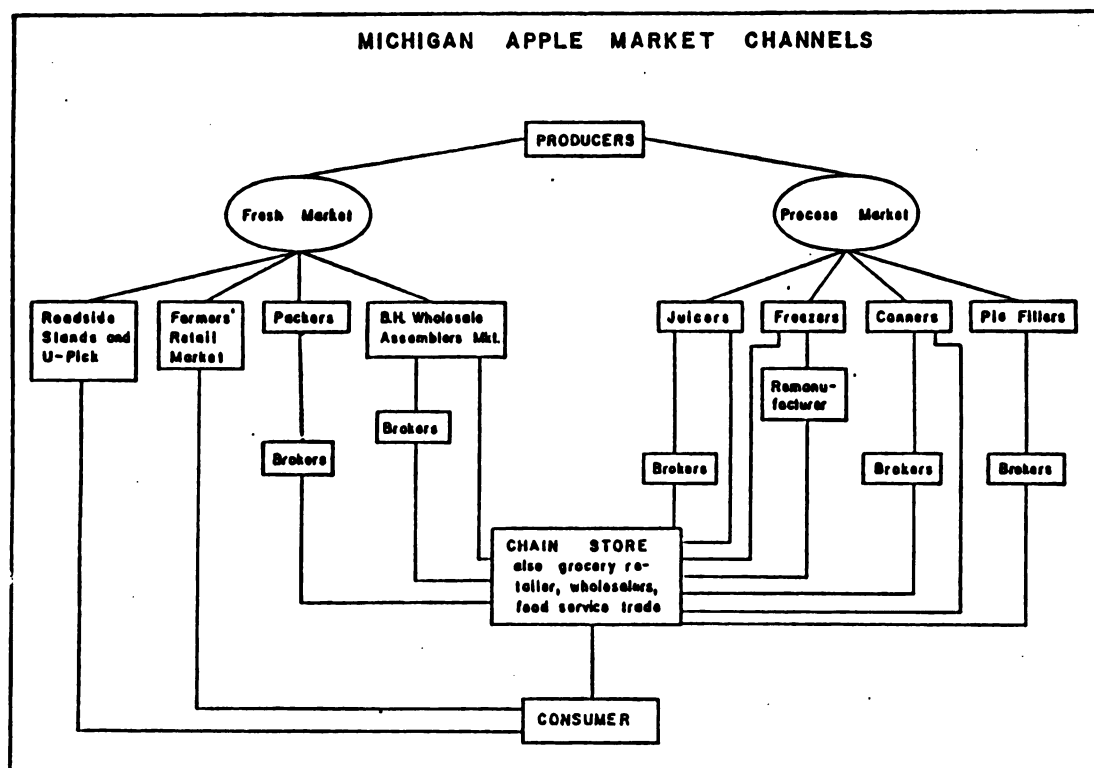 MICHIGAN APPLE MARKET CHANNELS
PRODUCERS
Fresh Market
Process Market
Roadside
Stands and
U-Pick
Farmers'
Retail
Market
Packers
B.H. Wholesale
Assemblers Mkt.
Juicers
Freezers
Canners
Pie Fillers
Remanu-
facturer
Brokers
Brokers
Brokers
Brokers
Brokers
CHAIN STORE
also grocery re-
tailer, wholesalers,
food service trade
CONSUMER